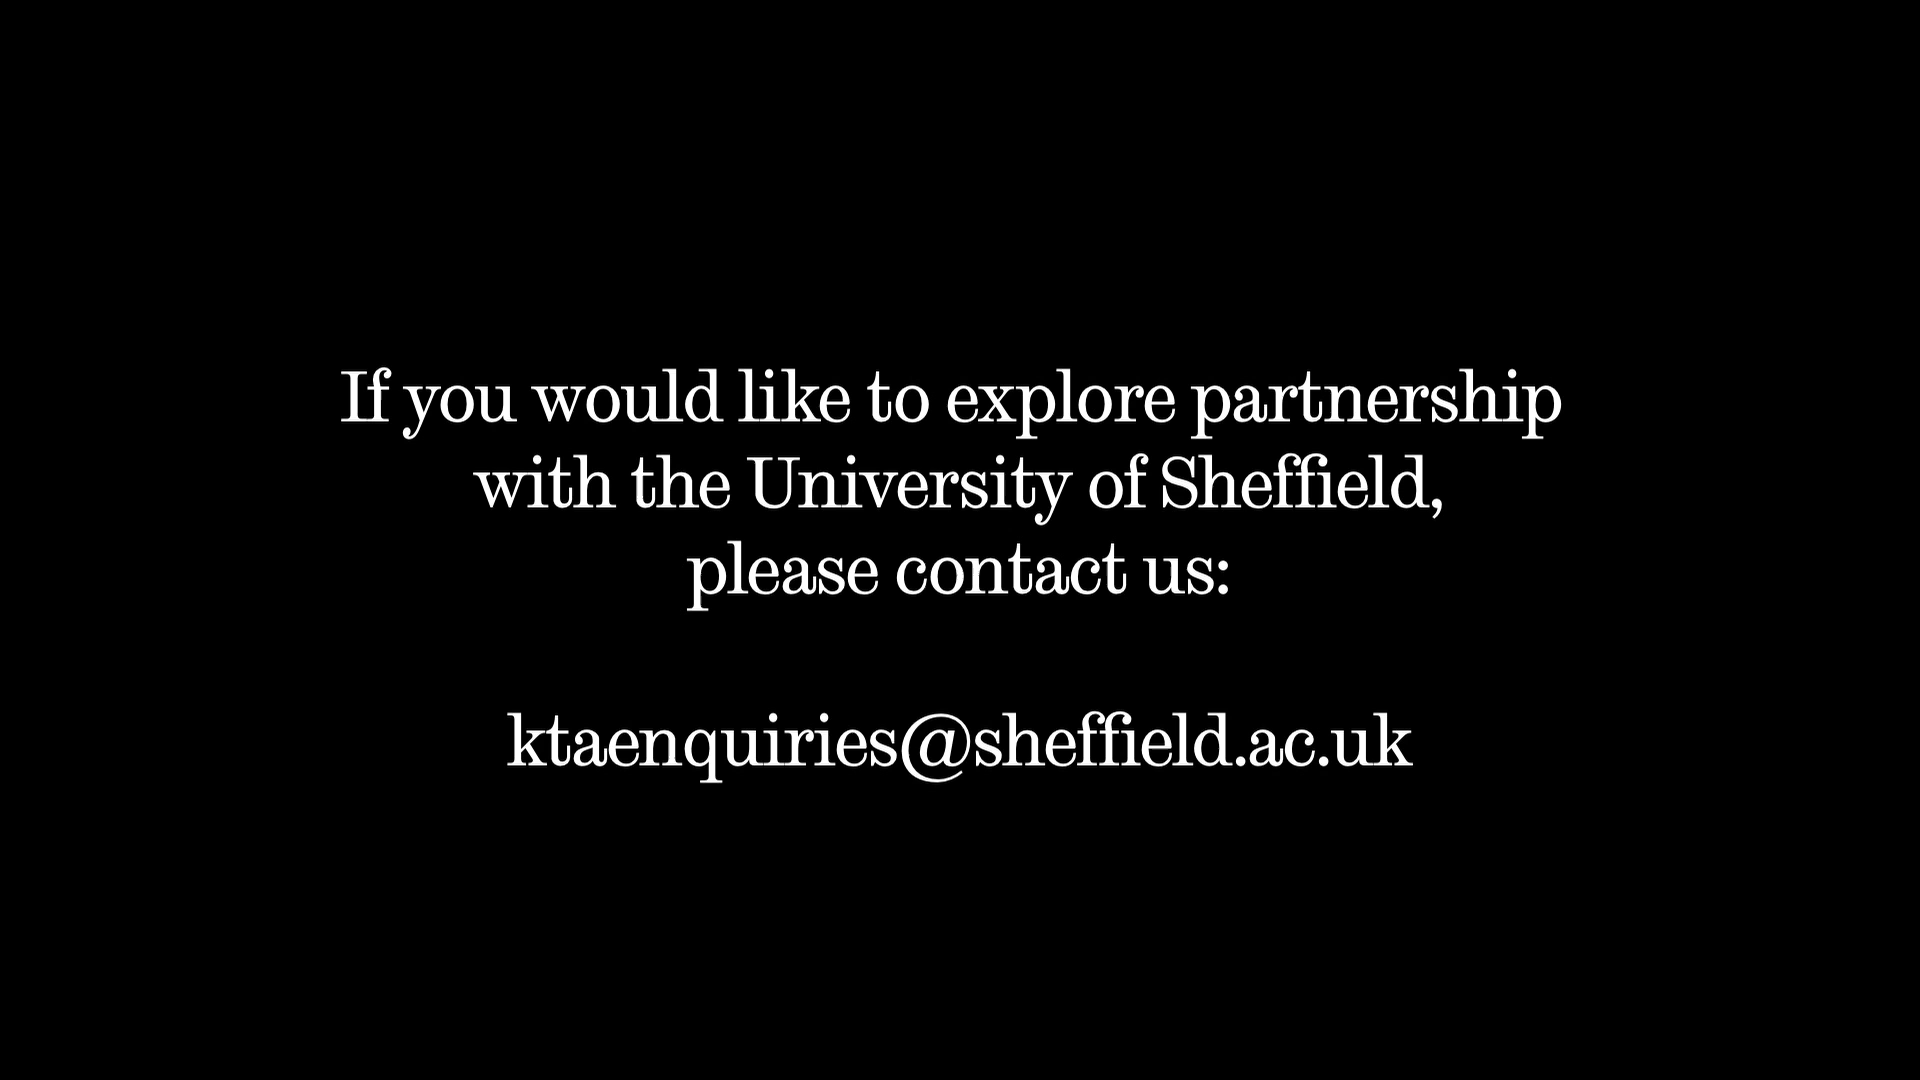 If you would like to explore partnership
with the University of Sheffield,
please contact us:
ktaenquiries@sheffield.ac.uk